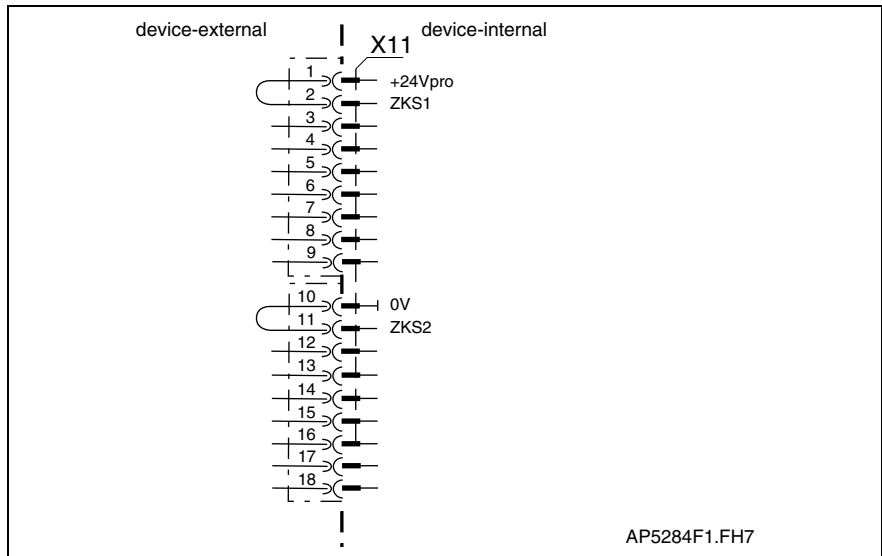 device-external device-internal
X11
1 +24Vpro
2 ZKS1
3
4
5
6
7
8
9
10 0V
11 ZKS2
12
13
14
15
16
17
18
AP5284F1.FH7